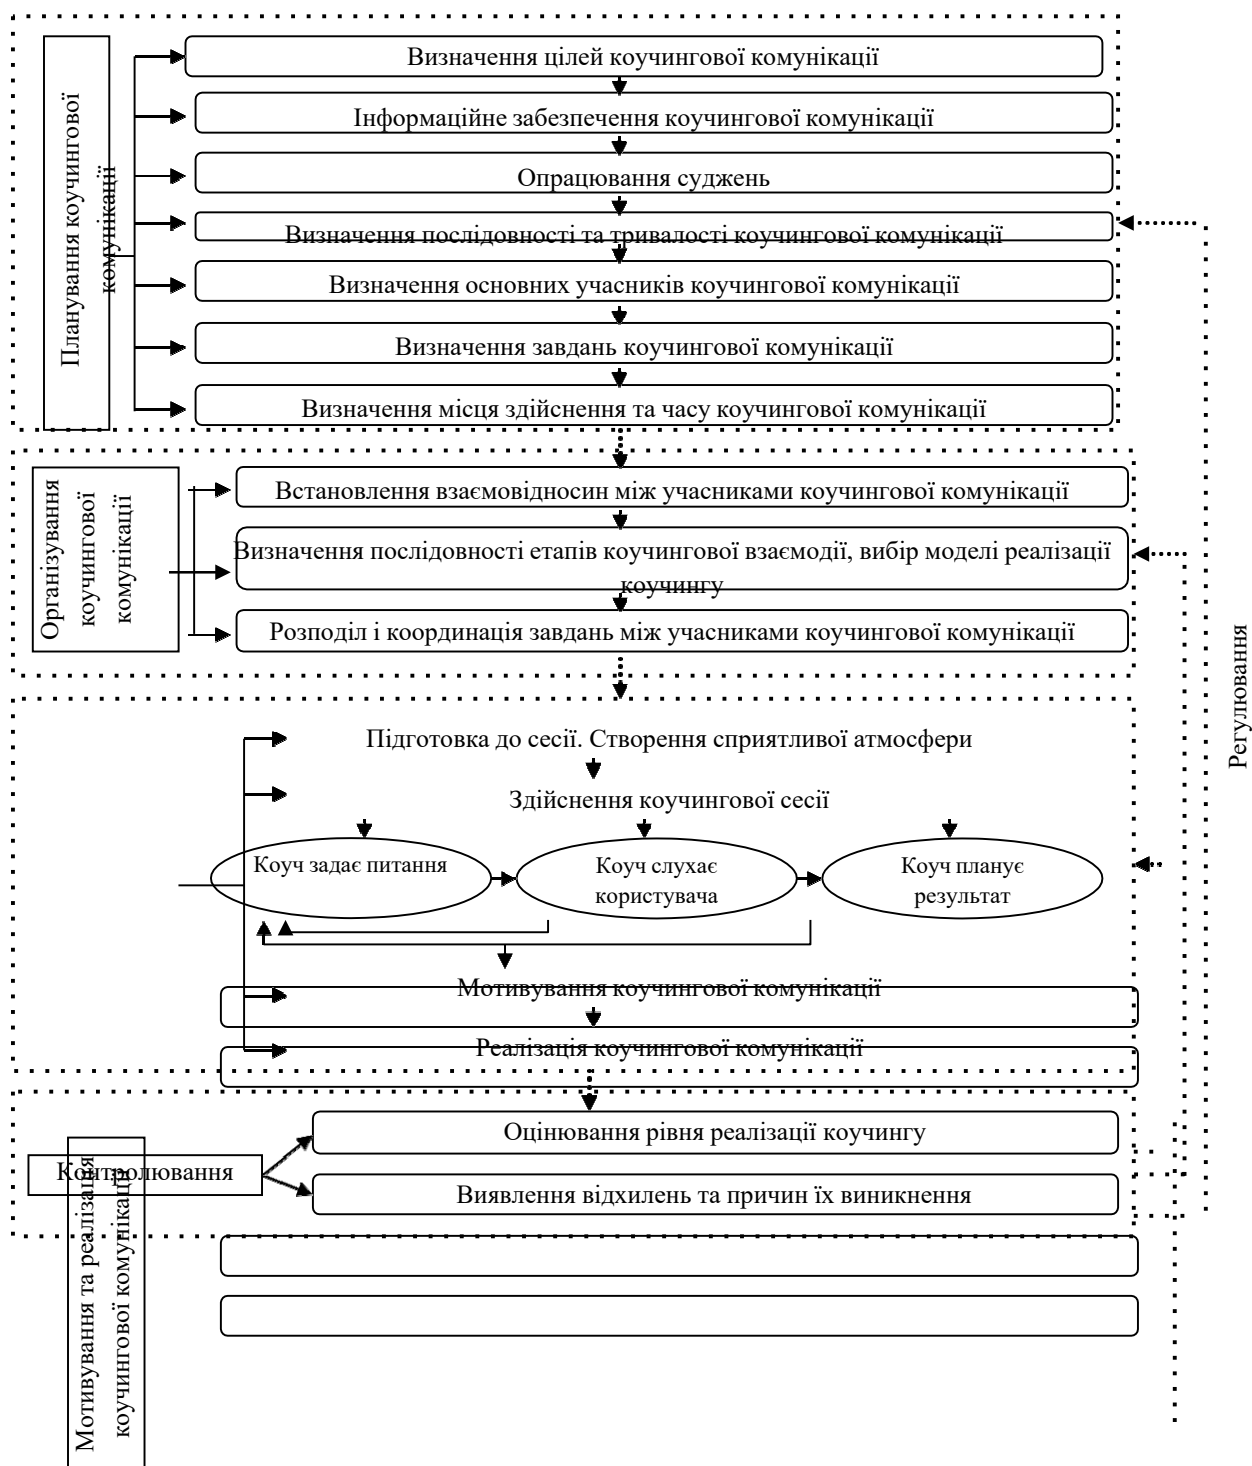 Планування коучингової
комунікації
Визначення цілей коучингової комунікації
Інформаційне забезпечення коучингової комунікації
Опрацювання суджень
Визначення послідовності та тривалості коучингової комунікації
Визначення основних учасників коучингової комунікації
Визначення завдань коучингової комунікації
Визначення місця здійснення та часу коучингової комунікації
Організування
коучингової
комунікації
Встановлення взаємовідносин між учасниками коучингової комунікації
Визначення послідовності етапів коучингової взаємодії, вибір моделі реалізації
коучингу
Розподіл і координація завдань між учасниками коучингової комунікації
Регулювання
Підготовка до сесії. Створення сприятливої атмосфери
Здійснення коучингової сесії
Коуч задає питання
Коуч слухає
користувача
Коуч планує
результат
Мотивування коучингової комунікації
Реалізація коучингової комунікації
Контролювання
Оцінювання рівня реалізації коучингу
Виявлення відхилень та причин їх виникнення
Мотивування та реалізація
коучингової комунікації